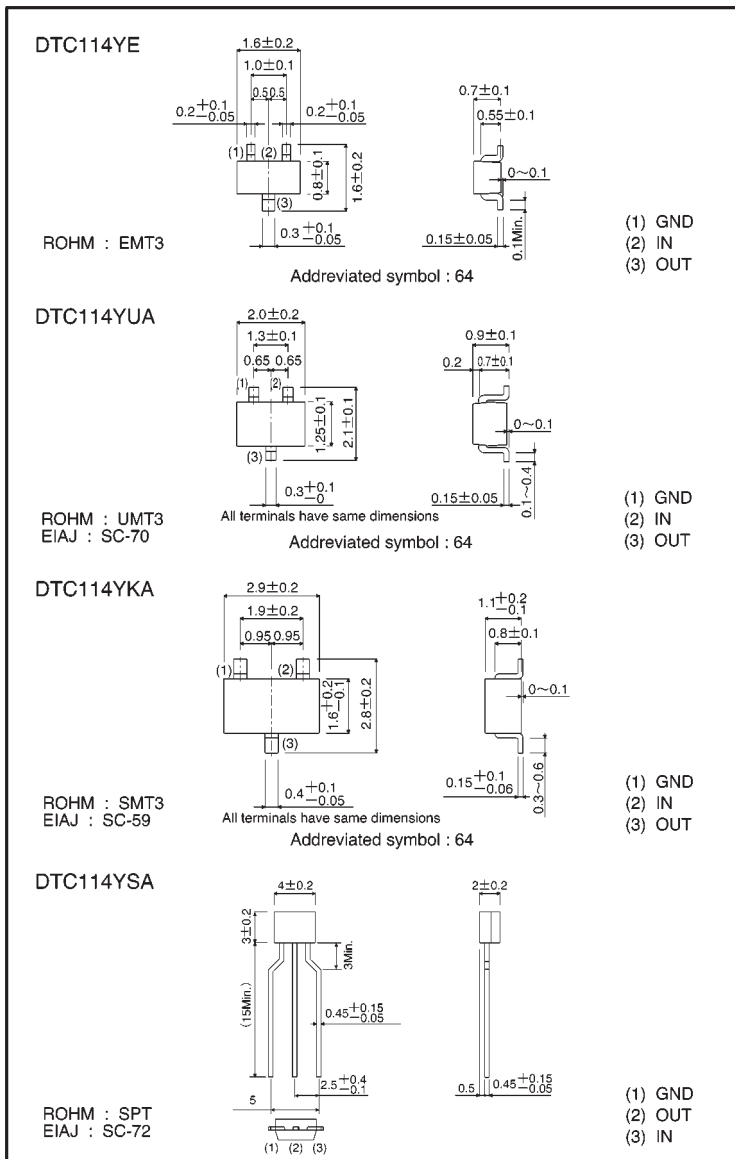 DTC114YE
1.6±0.2
1.0±0.1
0.5 0.5
0.2+0.1 −0.05
0.2+0.1 −0.05
(1) (2)
(3)
0.8±0.1
1.6±0.2
0.3+0.1 −0.05
0.7±0.1
0.55±0.1
0~0.1
0.15±0.05
0.1Min.
ROHM : EMT3
Addreviated symbol : 64
(1) GND
(2) IN
(3) OUT
DTC114YUA
2.0±0.2
1.3±0.1
0.65 0.65
(1) (2)
(3)
1.25±0.1
2.1±0.1
0.3+0.1 −0
0.9±0.1
0.2 0.7±0.1
0~0.1
0.15±0.05
0.1~0.4
ROHM : UMT3
EIAJ : SC-70
All terminals have same dimensions
Addreviated symbol : 64
(1) GND
(2) IN
(3) OUT
DTC114YKA
2.9±0.2
1.9±0.2
0.95 0.95
(1) (2)
(3)
1.6+0.2 −0.1
2.8±0.2
0.4+0.1 −0.05
1.1+0.2 −0.1
0.8±0.1
0~0.1
0.15+0.1 −0.06
0.3~0.6
ROHM : SMT3
EIAJ : SC-59
All terminals have same dimensions
Addreviated symbol : 64
(1) GND
(2) IN
(3) OUT
DTC114YSA
4±0.2
3±0.2
3Min.
(15Min.)
0.45+0.15 −0.05
2.5+0.4 −0.1
5
(1) (2) (3)
2±0.2
0.5 0.45+0.15 −0.05
ROHM : SPT
EIAJ : SC-72
(1) GND
(2) OUT
(3) IN